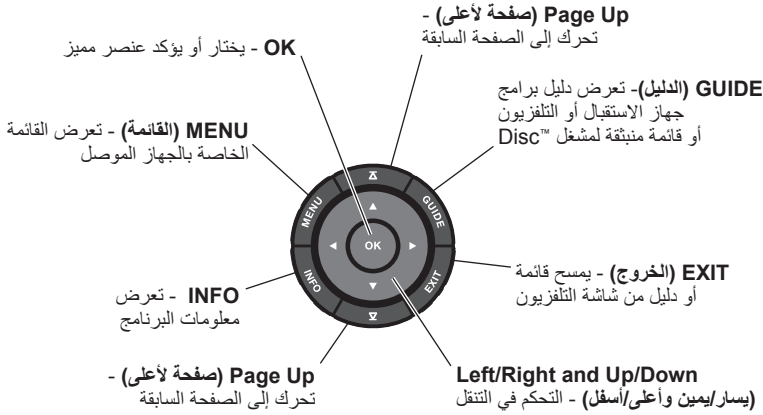 Page Up (صفحة لأعلى) -
تحرك إلى الصفحة السابقة
OK - يختار أو يؤكد عنصر مميز
GUIDE (الدليل)- تعرض دليل برامج
جهاز الاستقبال أو التلفزيون
أو قائمة منبثقة لمشغل Disc™
MENU (القائمة) - تعرض القائمة
الخاصة بالجهاز الموصل
MENU
GUIDE
OK
INFO
EXIT
EXIT (الخروج) - يمسح قائمة
أو دليل من شاشة التلفزيون
INFO - تعرض
معلومات البرنامج
Page Up (صفحة لأعلى) -
تحرك إلى الصفحة السابقة
Left/Right and Up/Down
(يسار/يمين وأعلى/أسفل) - التحكم في التنقل